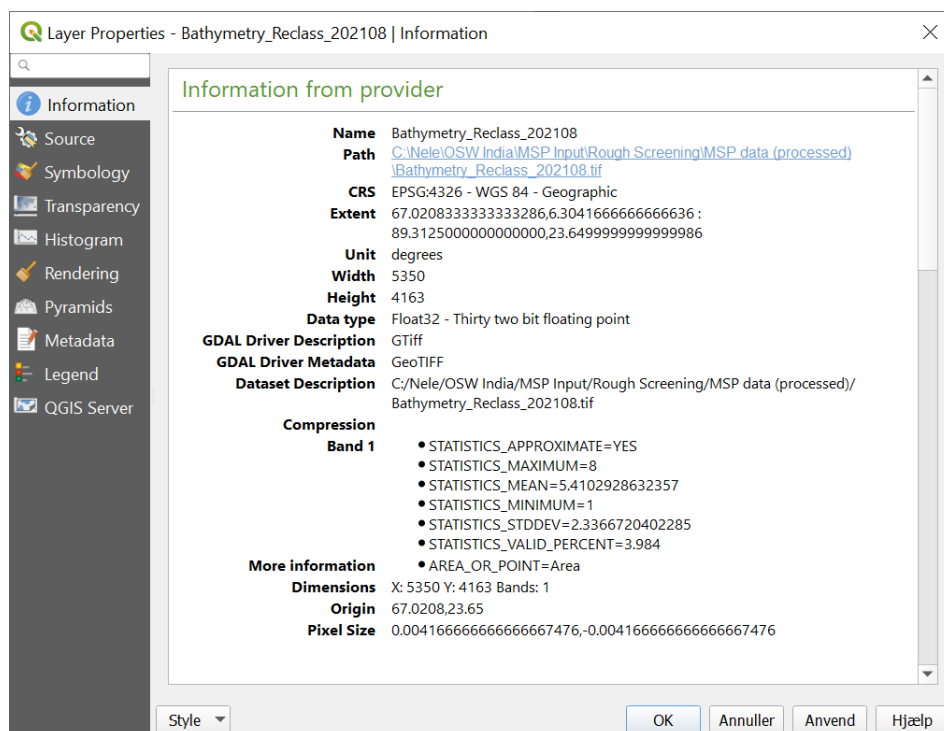 Layer Properties - Bathymetry_Reclass_202108 | Information
Information
Source
Symbology
Transparency
Histogram
Rendering
Pyramids
Metadata
Legend
QGIS Server
Information from provider
Name Bathymetry_Reclass_202108
Path C:\Nele\OSW India\MSP Input\Rough Screening\MSP data (processed)
\Bathymetry_Reclass_202108.tif
CRS EPSG:4326 - WGS 84 - Geographic
Extent 67.0208333333333286,6.3041666666666636 :
89.3125000000000000,23.6499999999999986
Unit degrees
Width 5350
Height 4163
Data type Float32 - Thirty two bit floating point
GDAL Driver Description GTiff
GDAL Driver Metadata GeoTIFF
Dataset Description C:/Nele/OSW India/MSP Input/Rough Screening/MSP data (processed)/
Bathymetry_Reclass_202108.tif
Compression
Band 1 • STATISTICS_APPROXIMATE=YES
• STATISTICS_MAXIMUM=8
• STATISTICS_MEAN=5.4102928632357
• STATISTICS_MINIMUM=1
• STATISTICS_STDDEV=2.3366720402285
• STATISTICS_VALID_PERCENT=3.984
More information • AREA_OR_POINT=Area
Dimensions X: 5350 Y: 4163 Bands: 1
Origin 67.0208,23.65
Pixel Size 0.004166666666666667476,-0.004166666666666667476
Style OK Annuller Anvend Hjælp